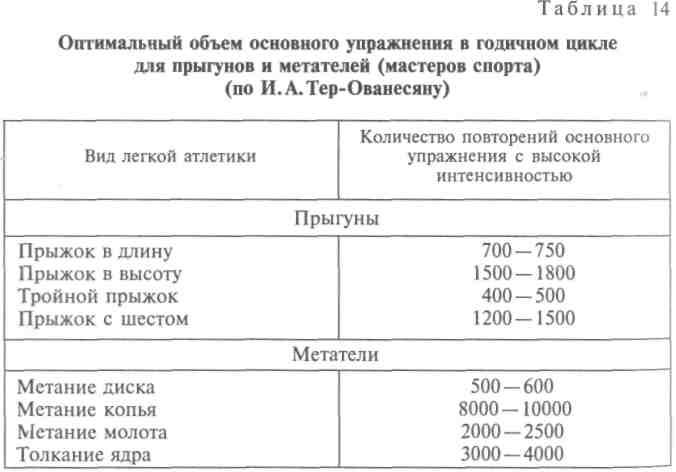 Таблица 14
Оптимальный объем основного упражнения в годичном цикле
для прыгунов и метателей (мастеров спорта)
(по И. А. Тер-Ованесяну)
Вид легкой атлетики
Количество повторений основного
упражнения с высокой
интенсивностью
Прыгуны
Прыжок в длину 700—750
Прыжок в высоту 1500—1800
Тройной прыжок 400—500
Прыжок с шестом 1200—1500
Метатели
Метание диска 500—600
Метание копья 8000—10000
Метание молота 2000—2500
Толкание ядра 3000—4000